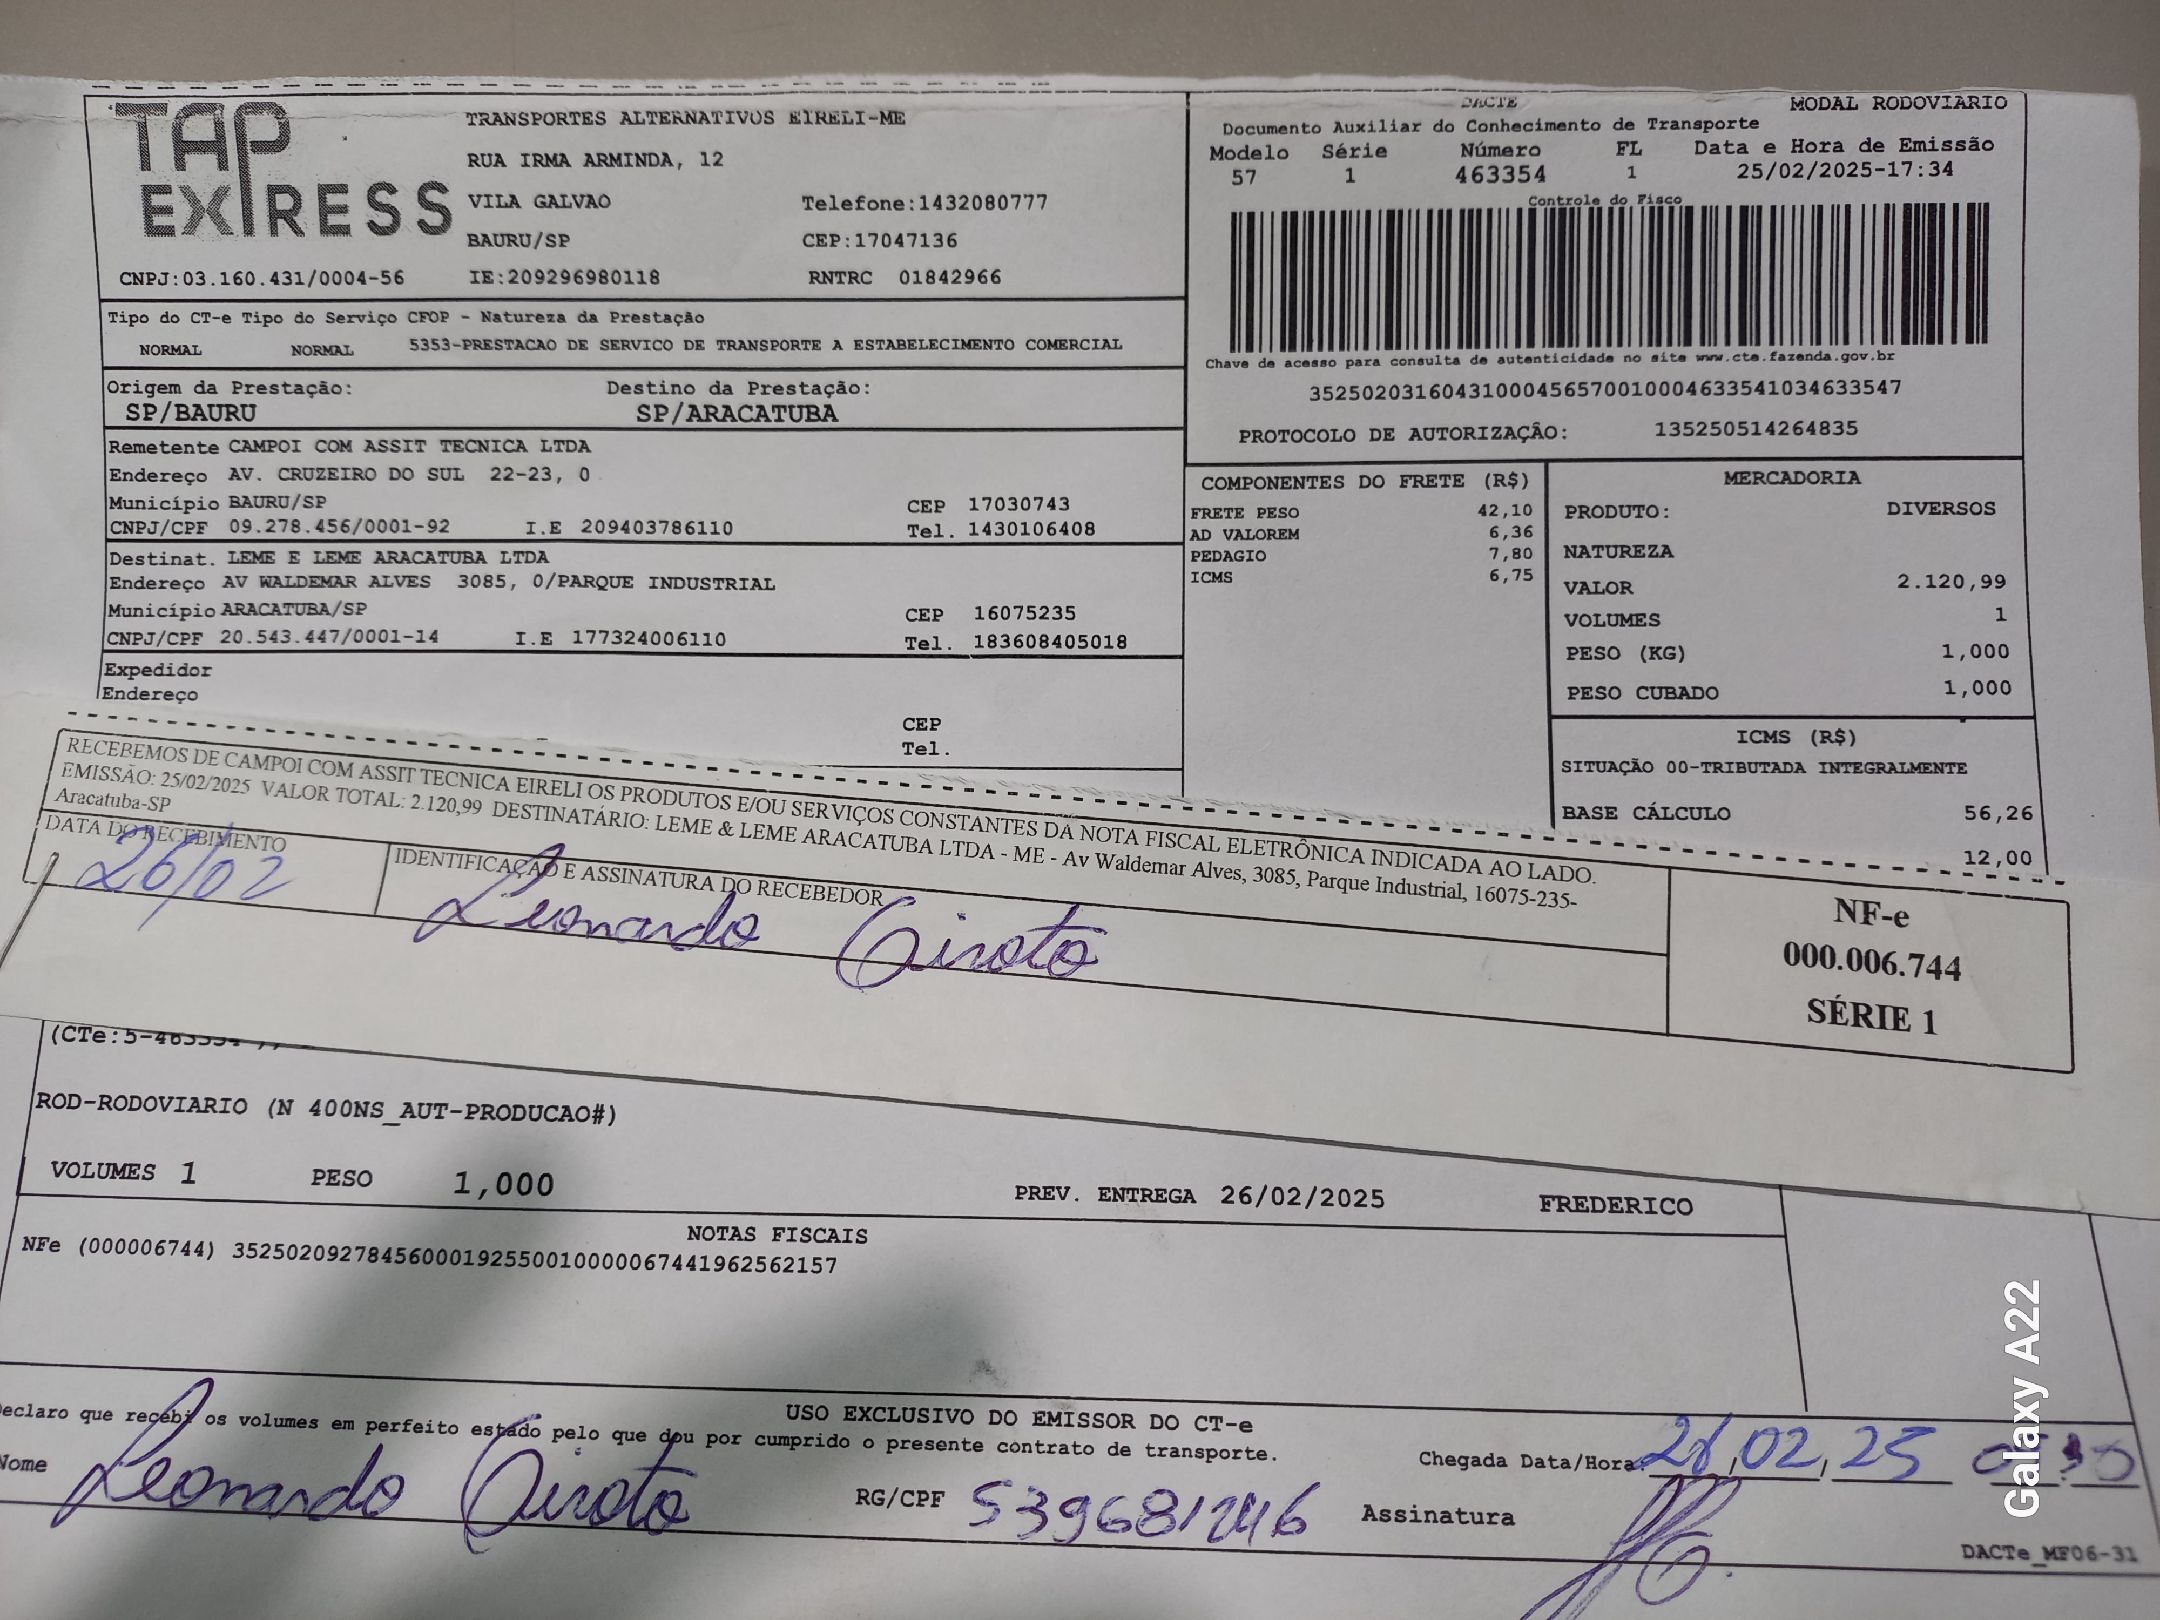 TAP EXPRESS
TRANSPORTES ALTERNATIVOS EIRELI-ME
RUA IRMA ARMINDA, 12
VILA GALVAO Telefone:1432080777
BAURU/SP CEP:17047136
CNPJ:03.160.431/0004-56 IE:209296980118 RNTRC 01842966
DACTE MODAL RODOVIARIO
Documento Auxiliar do Conhecimento de Transporte
Modelo Série Número FL Data e Hora de Emissão
57 1 463354 1 25/02/2025-17:34
Controle do Fisco
Chave de acesso para consulta de autenticidade no site www.cte.fazenda.gov.br
35250203160431000456570010004633541034633547
PROTOCOLO DE AUTORIZAÇÃO: 135250514264835
Tipo do CT-e Tipo do Serviço CFOP - Natureza da Prestação
NORMAL NORMAL 5353-PRESTACAO DE SERVICO DE TRANSPORTE A ESTABELECIMENTO COMERCIAL
Origem da Prestação: Destino da Prestação:
SP/BAURU SP/ARACATUBA
Remetente CAMPOI COM ASSIT TECNICA LTDA
Endereço AV. CRUZEIRO DO SUL 22-23, 0
Município BAURU/SP CEP 17030743
CNPJ/CPF 09.278.456/0001-92 I.E 209403786110 Tel. 1430106408
Destinat. LEME E LEME ARACATUBA LTDA
Endereço AV WALDEMAR ALVES 3085, 0/PARQUE INDUSTRIAL
Município ARACATUBA/SP CEP 16075235
CNPJ/CPF 20.543.447/0001-14 I.E 177324006110 Tel. 183608405018
Expedidor
Endereço
CEP
Tel.
COMPONENTES DO FRETE (R$)
FRETE PESO 42,10
AD VALOREM 6,36
PEDAGIO 7,80
ICMS 6,75
MERCADORIA
PRODUTO: DIVERSOS
NATUREZA
VALOR 2.120,99
VOLUMES 1
PESO (KG) 1,000
PESO CUBADO 1,000
ICMS (R$)
SITUAÇÃO 00-TRIBUTADA INTEGRALMENTE
BASE CÁLCULO 56,26
12,00
RECEBEMOS DE CAMPOI COM ASSIT TECNICA EIRELI OS PRODUTOS E/OU SERVIÇOS CONSTANTES DA NOTA FISCAL ELETRÔNICA INDICADA AO LADO.
EMISSÃO: 25/02/2025 VALOR TOTAL: 2.120,99 DESTINATÁRIO: LEME & LEME ARACATUBA LTDA - ME - Av Waldemar Alves, 3085, Parque Industrial, 16075-235-
Aracatuba-SP
DATA DO RECEBIMENTO IDENTIFICAÇÃO E ASSINATURA DO RECEBEDOR
26/02 Leonardo Giroto
NF-e
000.006.744
SÉRIE 1
(CTe:5-463354
ROD-RODOVIARIO (N 400NS_AUT-PRODUCAO#)
VOLUMES 1 PESO 1,000 PREV. ENTREGA 26/02/2025 FREDERICO
NOTAS FISCAIS
NFe (000006744) 35250209278456000192550010000067441962562157
USO EXCLUSIVO DO EMISSOR DO CT-e
Declaro que recebi os volumes em perfeito estado pelo que dou por cumprido o presente contrato de transporte.
Nome Leonardo Giroto RG/CPF 539681246 Assinatura
Chegada Data/Hora: 26,02,25
DACTe_MF06-31
Galaxy A22